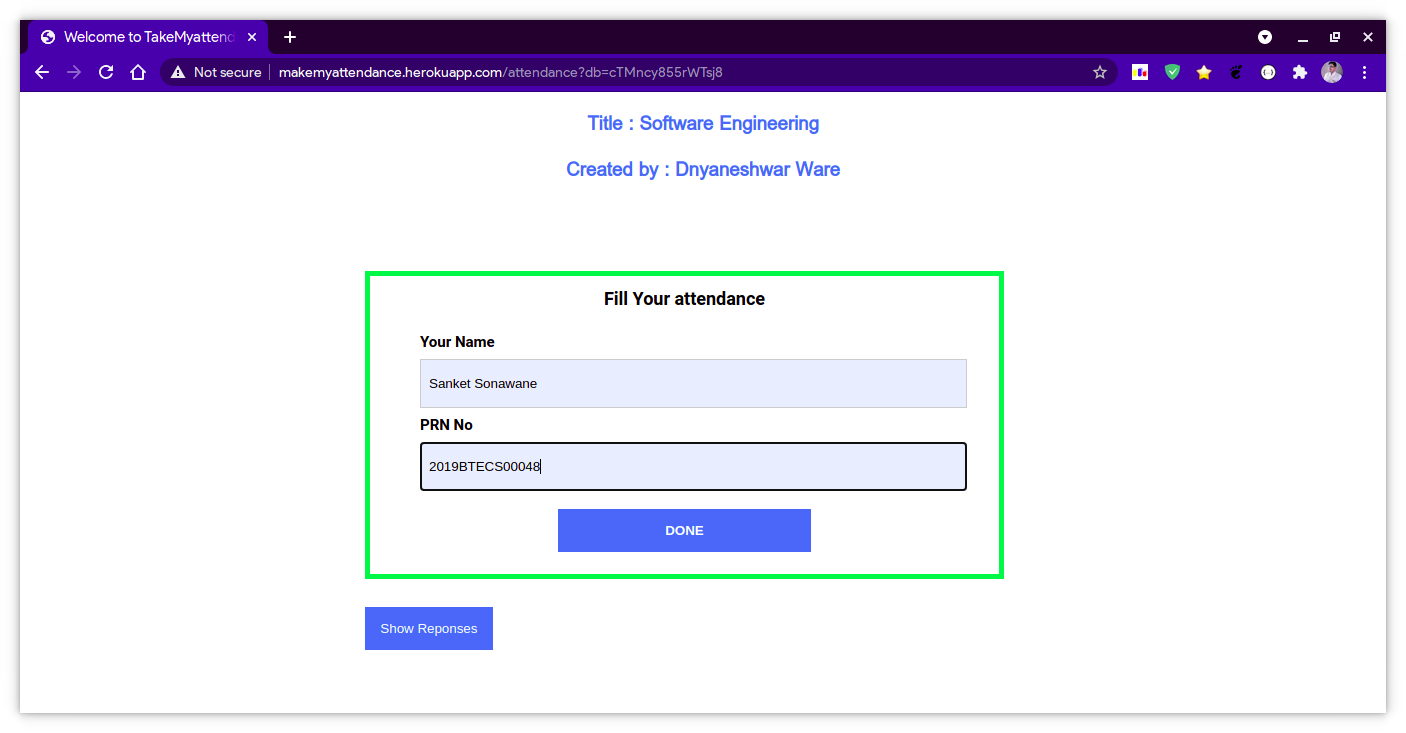 Welcome to TakeMyattend
Not secure makemyattendance.herokuapp.com/attendance?db=cTMncy855rWTsj8
Title : Software Engineering
Created by : Dnyaneshwar Ware
Fill Your attendance
Your Name
Sanket Sonawane
PRN No
2019BTECS00048
DONE
Show Reponses